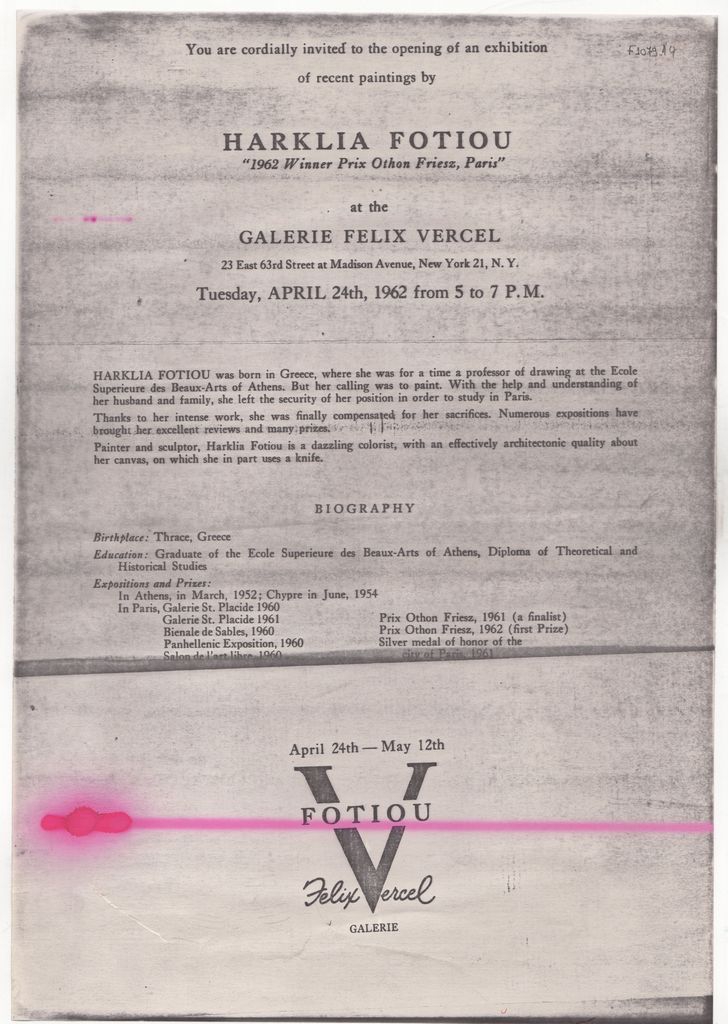 You are cordially invited to the opening of an exhibition
of recent paintings by
HARKLIA FOTIOU
"1962 Winner Prix Othon Friesz, Paris"
at the
GALERIE FELIX VERCEL
23 East 63rd Street at Madison Avenue, New York 21, N. Y.
Tuesday, APRIL 24th, 1962 from 5 to 7 P.M.
HARKLIA FOTIOU was born in Greece, where she was for a time a professor of drawing at the Ecole
Superieure des Beaux-Arts of Athens. But her calling was to paint. With the help and understanding of
her husband and family, she left the security of her position in order to study in Paris.
Thanks to her intense work, she was finally compensated for her sacrifices. Numerous expositions have
brought her excellent reviews and many prizes.
Painter and sculptor, Harklia Fotiou is a dazzling colorist, with an effectively architectonic quality about
her canvas, on which she in part uses a knife.
BIOGRAPHY
Birthplace: Thrace, Greece
Education: Graduate of the Ecole Superieure des Beaux-Arts of Athens, Diploma of Theoretical and
Historical Studies
Expositions and Prizes:
In Athens, in March, 1952; Chypre in June, 1954
In Paris, Galerie St. Placide 1960
Galerie St. Placide 1961
Bienale de Sables, 1960
Panhellenic Exposition, 1960
Salon de l'art libre, 1960
Prix Othon Friesz, 1961 (a finalist)
Prix Othon Friesz, 1962 (first Prize)
Silver medal of honor of the
city of Paris, 1961
April 24th — May 12th
FOTIOU
Felix Vercel
GALERIE